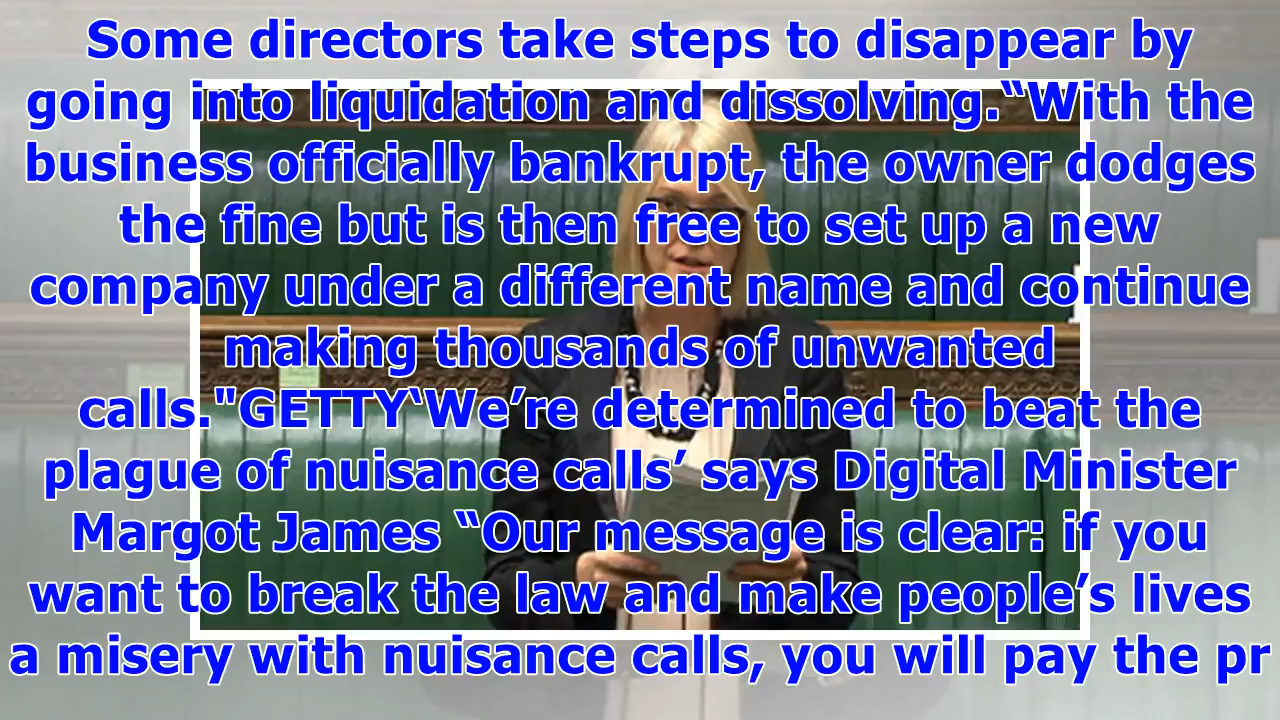 Some directors take steps to disappear by
going into liquidation and dissolving.“With the
business officially bankrupt, the owner dodges
the fine but is then free to set up a new
company under a different name and continue
making thousands of unwanted
calls."GETTY‘We’re determined to beat the
plague of nuisance calls’ says Digital Minister
Margot James “Our message is clear: if you
want to break the law and make people’s lives
a misery with nuisance calls, you will pay the pr